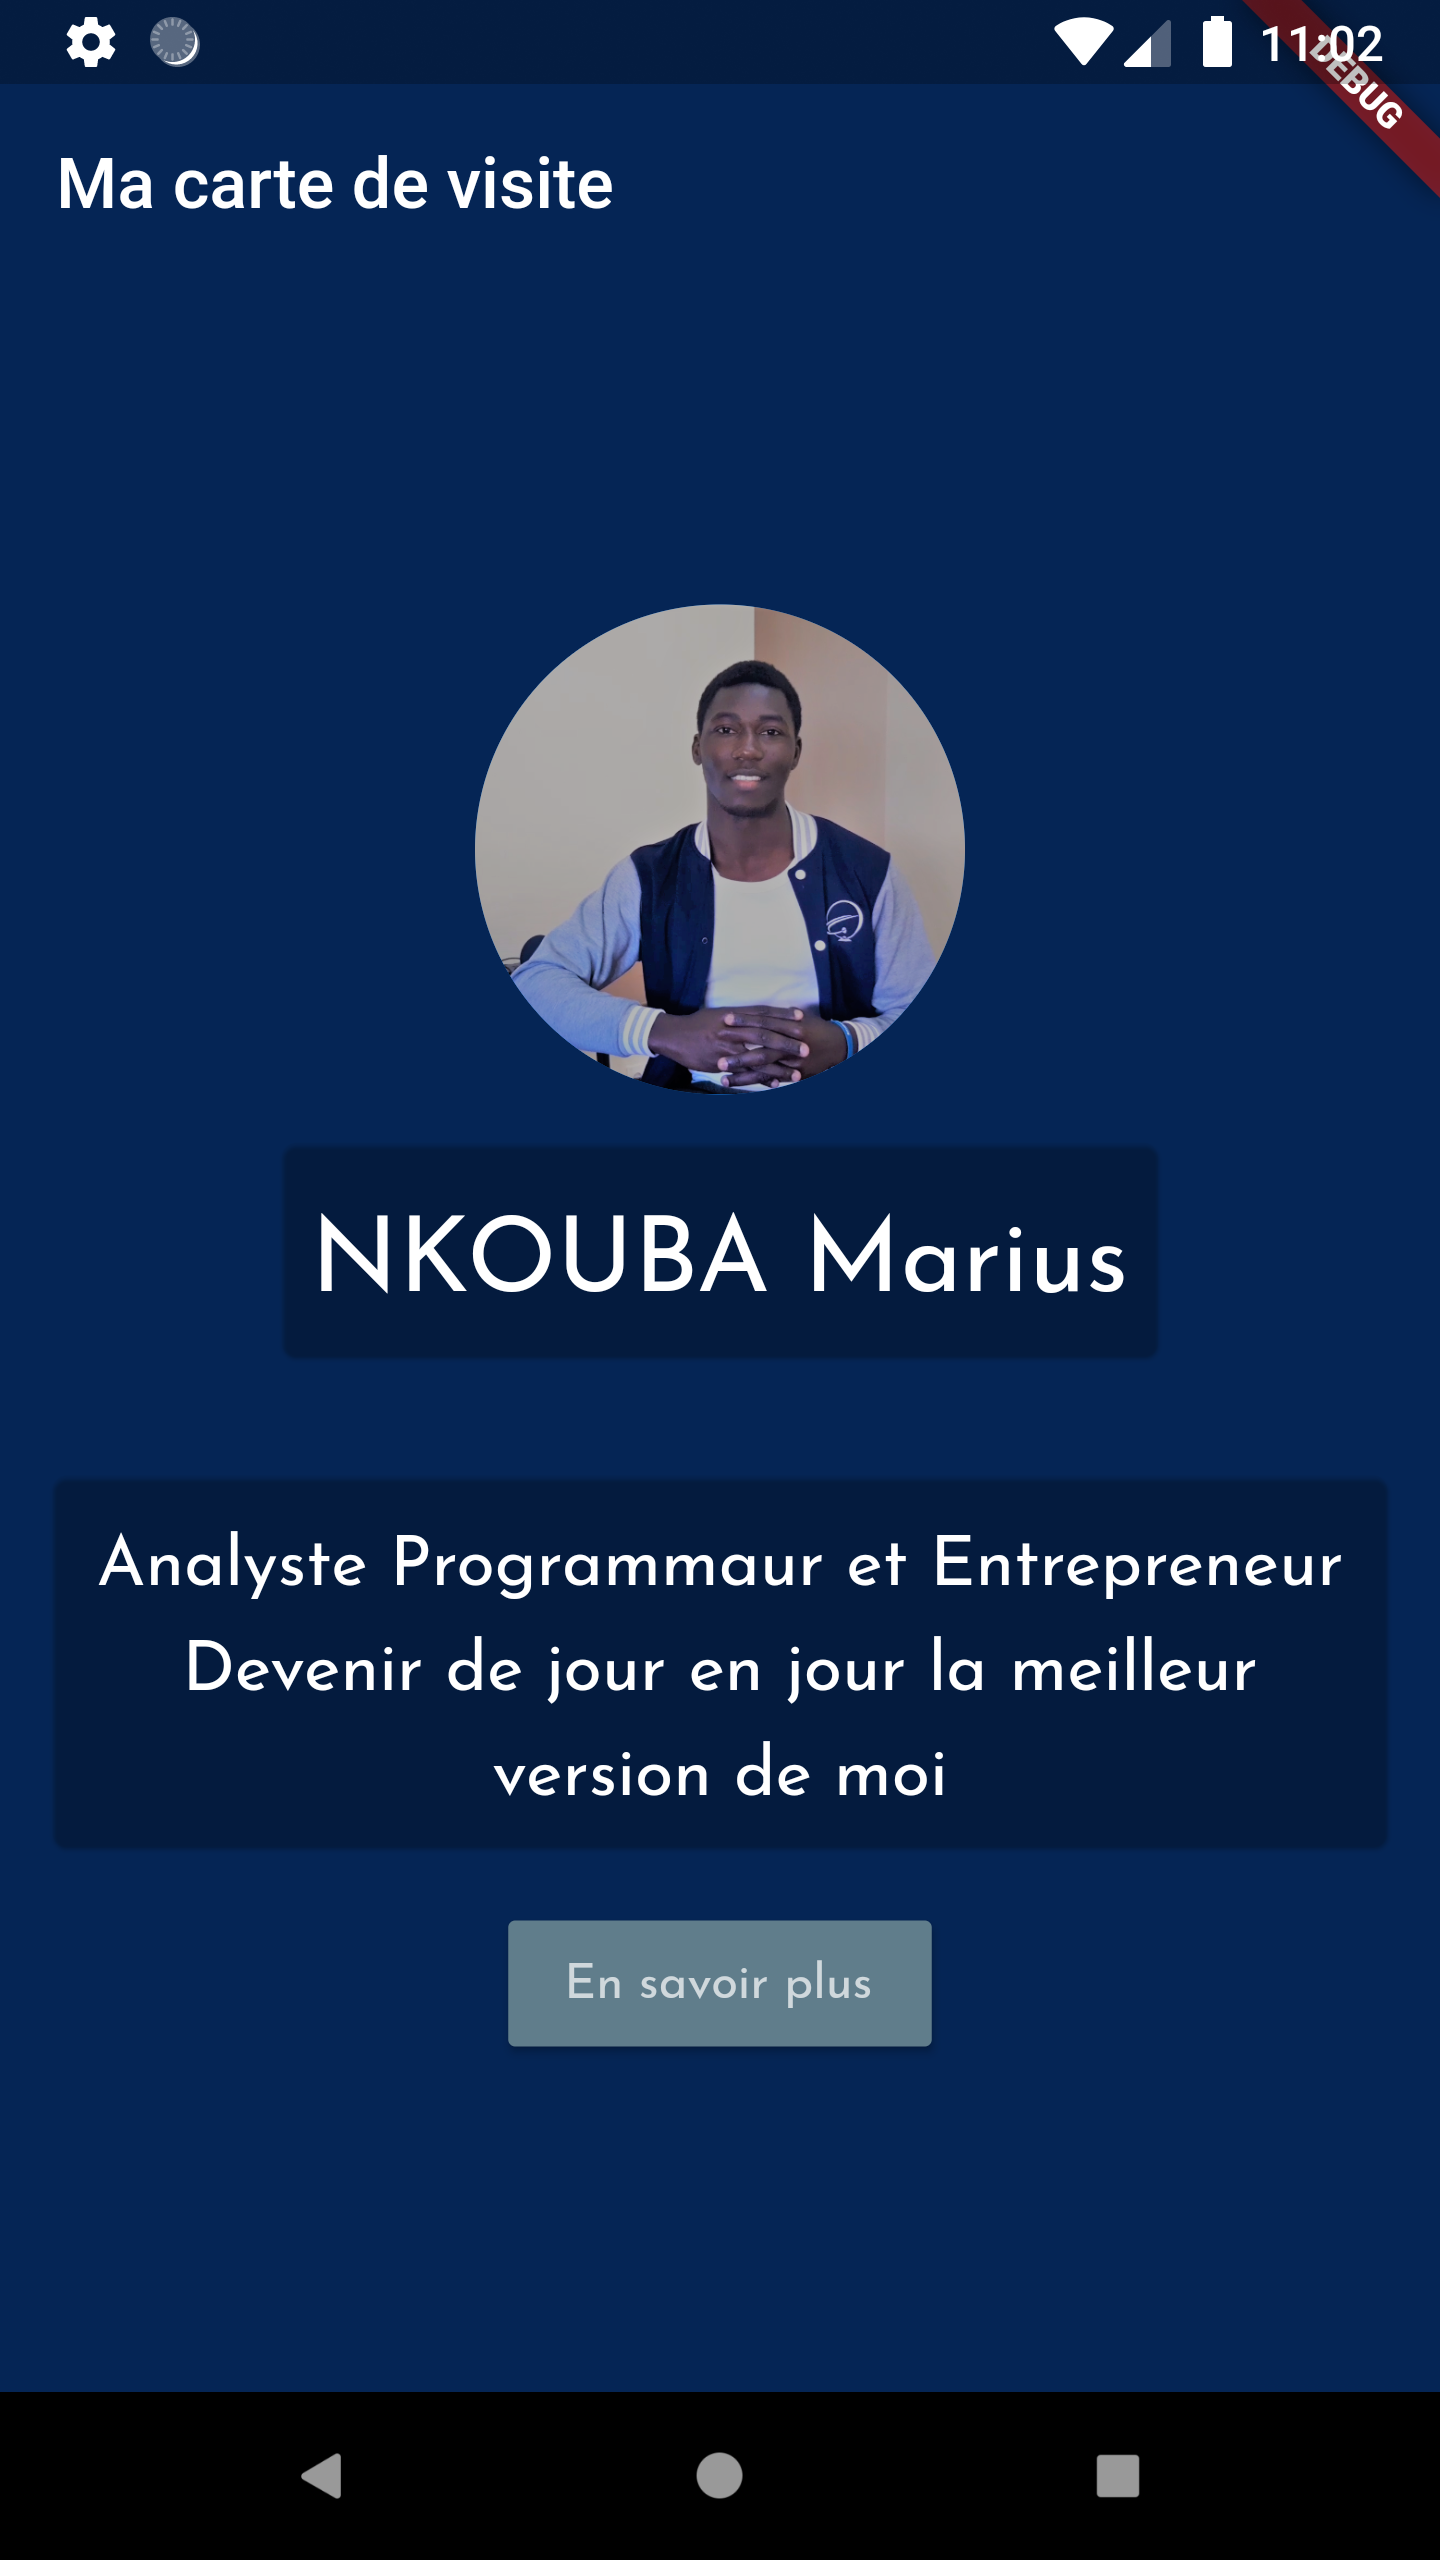 11:02
DEBUG
Ma carte de visite
NKOUBA Marius
Analyste Programmaur et Entrepreneur
Devenir de jour en jour la meilleur
version de moi
En savoir plus